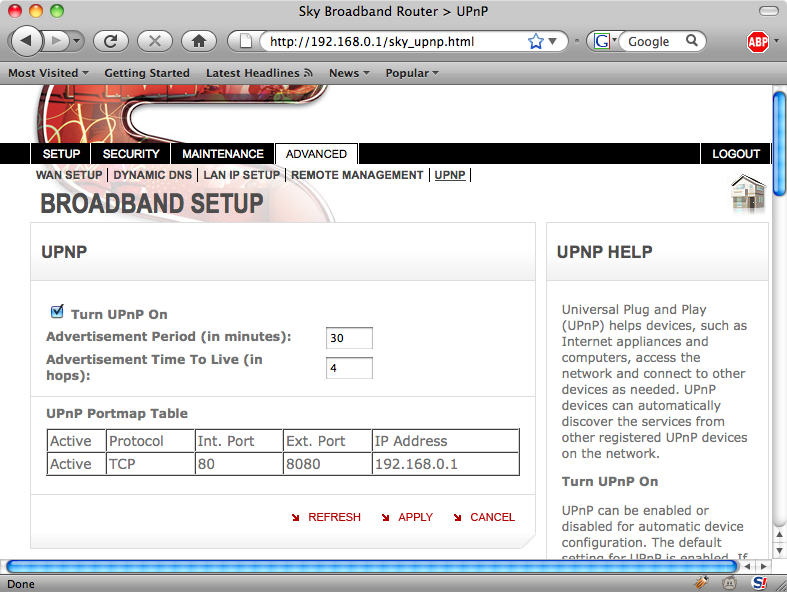 Sky Broadband Router > UPnP
http://192.168.0.1/sky_upnp.html
G Google
ABP
Most Visited Getting Started Latest Headlines News Popular
SETUP SECURITY MAINTENANCE ADVANCED LOGOUT
WAN SETUP DYNAMIC DNS LAN IP SETUP REMOTE MANAGEMENT UPNP
BROADBAND SETUP
UPNP
Turn UPnP On
Advertisement Period (in minutes): 30
Advertisement Time To Live (in
hops): 4
UPnP Portmap Table
Active Protocol Int. Port Ext. Port IP Address
Active TCP 80 8080 192.168.0.1
REFRESH APPLY CANCEL
UPNP HELP
Universal Plug and Play
(UPnP) helps devices, such as
Internet appliances and
computers, access the
network and connect to other
devices as needed. UPnP
devices can automatically
discover the services from
other registered UPnP devices
on the network.
Turn UPnP On
UPnP can be enabled or
disabled for automatic device
configuration. The default
setting for UPnP is enabled. If
Done
S!